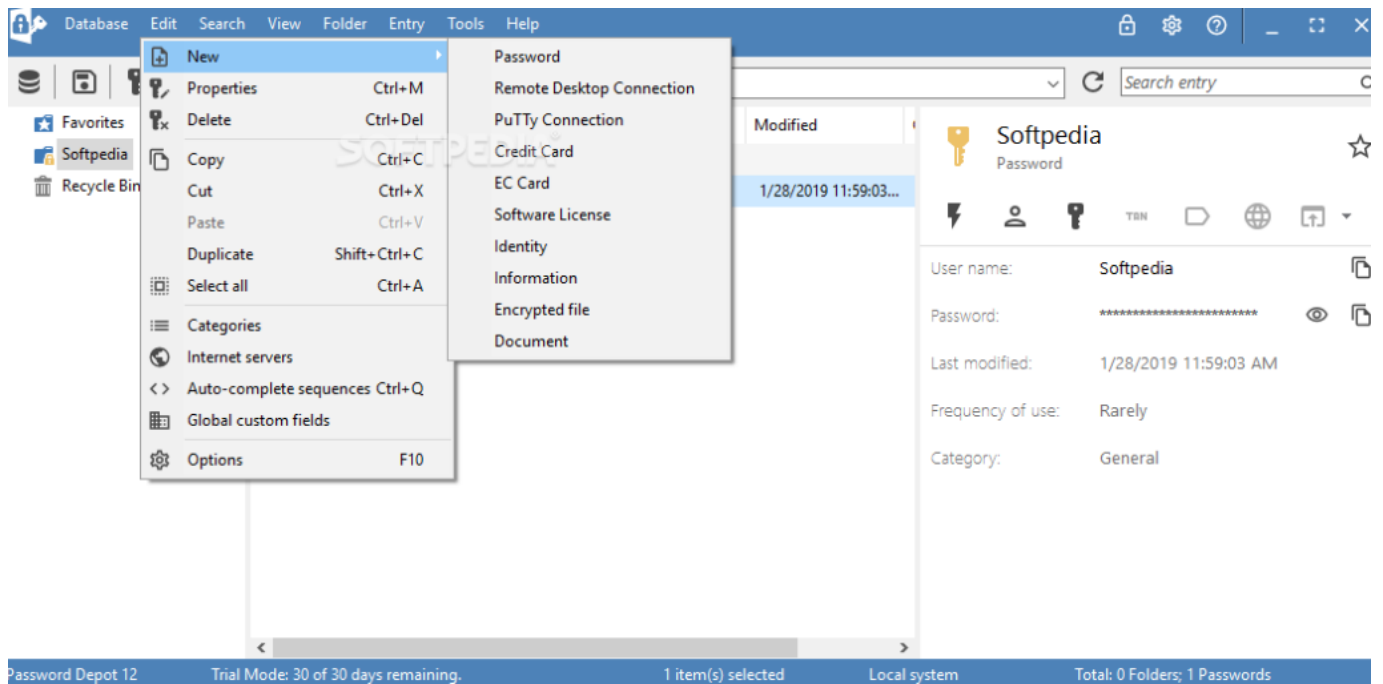 Database Edit Search View Folder Entry Tools Help
New
Properties Ctrl+M
Delete Ctrl+Del
Copy Ctrl+C
Cut Ctrl+X
Paste Ctrl+V
Duplicate Shift+Ctrl+C
Select all Ctrl+A
Categories
Internet servers
Auto-complete sequences Ctrl+Q
Global custom fields
Options F10
Password
Remote Desktop Connection
PuTTy Connection
Credit Card
EC Card
Software License
Identity
Information
Encrypted file
Document
Search entry
Favorites
Softpedia
Recycle Bin
SOFTPEDIA
Modified
1/28/2019 11:59:03...
Softpedia
Password
TBN
User name: Softpedia
Password: ************************
Last modified: 1/28/2019 11:59:03 AM
Frequency of use: Rarely
Category: General
Password Depot 12 Trial Mode: 30 of 30 days remaining. 1 item(s) selected Local system Total: 0 Folders; 1 Passwords